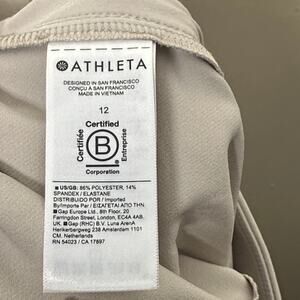 ATHLETA
DESIGNED IN SAN FRANCISCO
CONÇU A SAN FRANCISCO
MADE IN VIETNAM
12
Certified
Certifiée
B
Entreprise
Corporation
■ US/GB: 86% POLYESTER, 14%
SPANDEX / ELASTANE
DISTRIBUIDO POR / Imported
By/Importe Par / ΕΙΣΑΓΕΤΑΙ ΑΠΟ ΤΗΝ
■ Gap Europe Ltd., 8th Floor, 20
Farringdon Street, London, EC4A 4AB,
UK. ■ Gap (RHC) B.V. Luna ArenA
Herikerbergweg 238 Amsterdam 1101
CM, Netherlands
RN 54023 / CA 17897